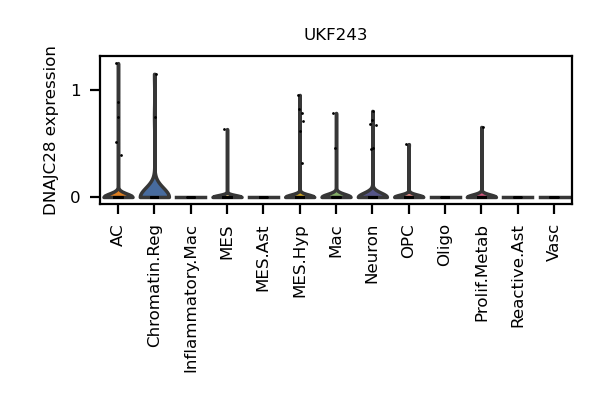 UKF243
DNAJC28 expression
1
0
AC
Chromatin.Reg
Inflammatory.Mac
MES
MES.Ast
MES.Hyp
Mac
Neuron
OPC
Oligo
Prolif.Metab
Reactive.Ast
Vasc